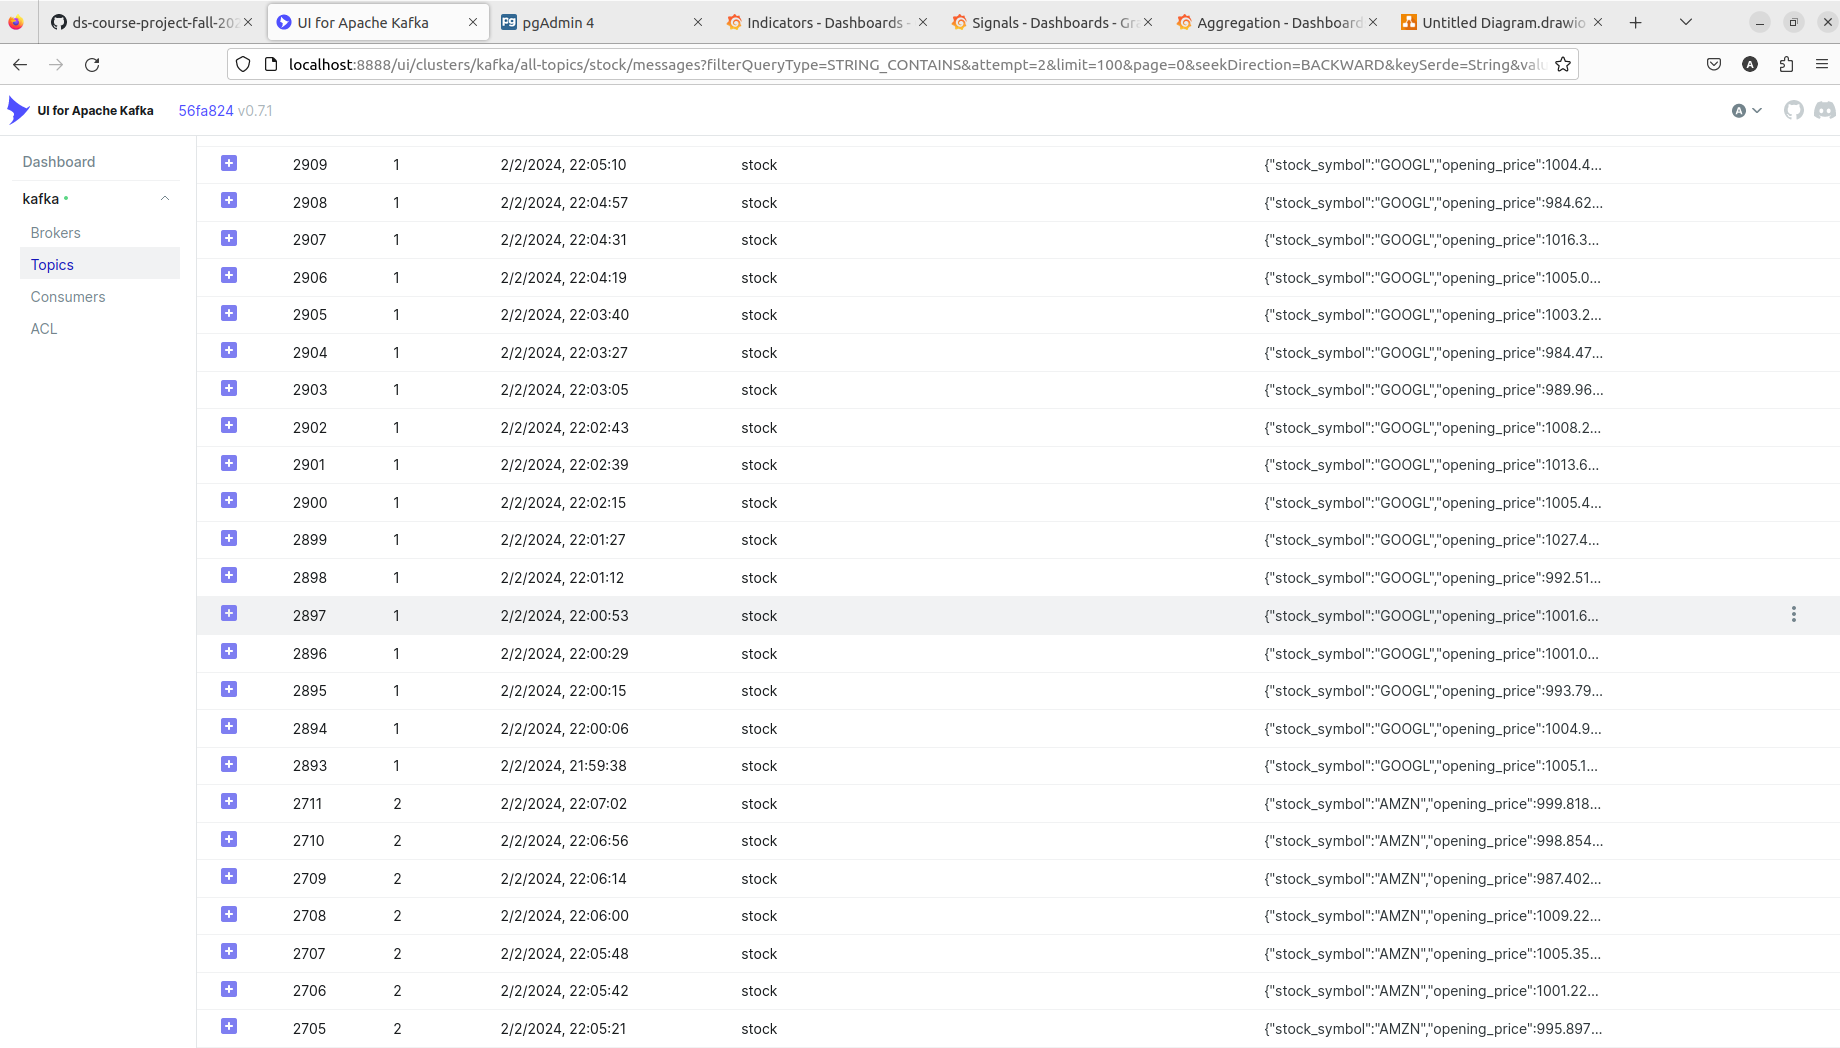 ds-course-project-fall-202
UI for Apache Kafka
pgAdmin 4
Indicators - Dashboards -
Signals - Dashboards - Gr
Aggregation - Dashboard
Untitled Diagram.drawio
localhost:8888/ui/clusters/kafka/all-topics/stock/messages?filterQueryType=STRING_CONTAINS&attempt=2&limit=100&page=0&seekDirection=BACKWARD&keySerde=String&valu
UI for Apache Kafka 56fa824 v0.7.1 A
Dashboard
kafka
Brokers
Topics
Consumers
ACL
2909 1 2/2/2024, 22:05:10 stock {"stock_symbol":"GOOGL","opening_price":1004.4...
2908 1 2/2/2024, 22:04:57 stock {"stock_symbol":"GOOGL","opening_price":984.62...
2907 1 2/2/2024, 22:04:31 stock {"stock_symbol":"GOOGL","opening_price":1016.3...
2906 1 2/2/2024, 22:04:19 stock {"stock_symbol":"GOOGL","opening_price":1005.0...
2905 1 2/2/2024, 22:03:40 stock {"stock_symbol":"GOOGL","opening_price":1003.2...
2904 1 2/2/2024, 22:03:27 stock {"stock_symbol":"GOOGL","opening_price":984.47...
2903 1 2/2/2024, 22:03:05 stock {"stock_symbol":"GOOGL","opening_price":989.96...
2902 1 2/2/2024, 22:02:43 stock {"stock_symbol":"GOOGL","opening_price":1008.2...
2901 1 2/2/2024, 22:02:39 stock {"stock_symbol":"GOOGL","opening_price":1013.6...
2900 1 2/2/2024, 22:02:15 stock {"stock_symbol":"GOOGL","opening_price":1005.4...
2899 1 2/2/2024, 22:01:27 stock {"stock_symbol":"GOOGL","opening_price":1027.4...
2898 1 2/2/2024, 22:01:12 stock {"stock_symbol":"GOOGL","opening_price":992.51...
2897 1 2/2/2024, 22:00:53 stock {"stock_symbol":"GOOGL","opening_price":1001.6...
2896 1 2/2/2024, 22:00:29 stock {"stock_symbol":"GOOGL","opening_price":1001.0...
2895 1 2/2/2024, 22:00:15 stock {"stock_symbol":"GOOGL","opening_price":993.79...
2894 1 2/2/2024, 22:00:06 stock {"stock_symbol":"GOOGL","opening_price":1004.9...
2893 1 2/2/2024, 21:59:38 stock {"stock_symbol":"GOOGL","opening_price":1005.1...
2711 2 2/2/2024, 22:07:02 stock {"stock_symbol":"AMZN","opening_price":999.818...
2710 2 2/2/2024, 22:06:56 stock {"stock_symbol":"AMZN","opening_price":998.854...
2709 2 2/2/2024, 22:06:14 stock {"stock_symbol":"AMZN","opening_price":987.402...
2708 2 2/2/2024, 22:06:00 stock {"stock_symbol":"AMZN","opening_price":1009.22...
2707 2 2/2/2024, 22:05:48 stock {"stock_symbol":"AMZN","opening_price":1005.35...
2706 2 2/2/2024, 22:05:42 stock {"stock_symbol":"AMZN","opening_price":1001.22...
2705 2 2/2/2024, 22:05:21 stock {"stock_symbol":"AMZN","opening_price":995.897...